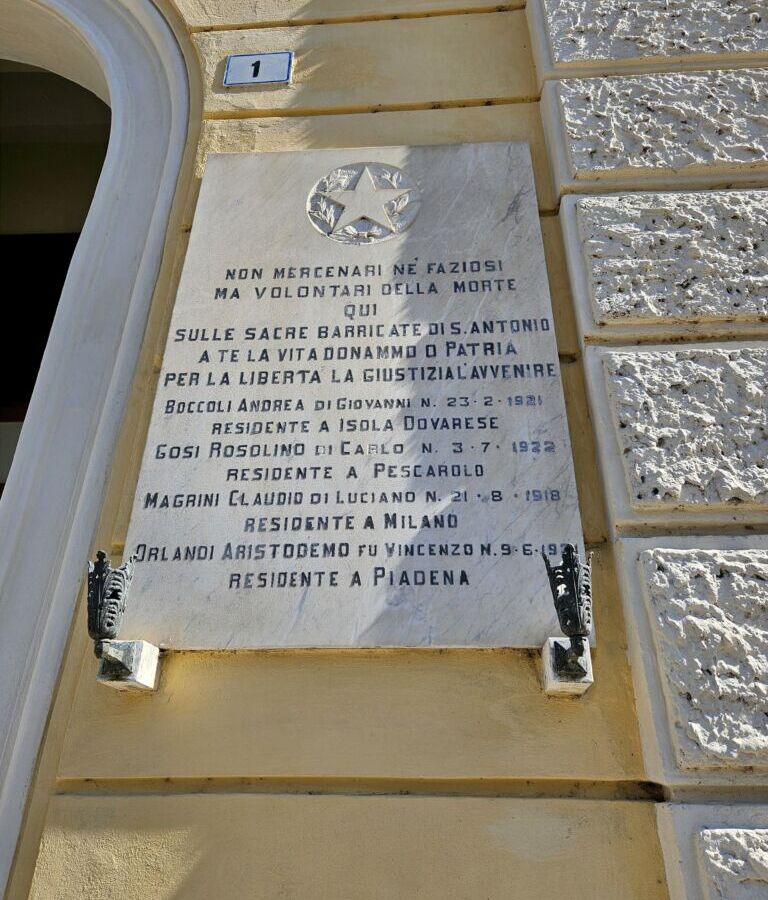 1
NON MERCENARI NE' FAZIOSI
MA VOLONTARI DELLA MORTE
QUI
SULLE SACRE BARRICATE DI S. ANTONIO
A TE LA VITA DONAMMO O PATRIA
PER LA LIBERTA LA GIUSTIZIA L'AVVENIRE
BOCCOLI ANDREA DI GIOVANNI N. 23·2·1921
RESIDENTE A ISOLA DOVARESE
GOSI ROSOLINO DI CARLO N. 3·7·1922
RESIDENTE A PESCAROLO
MAGRINI CLAUDIO DI LUCIANO N. 21·8·1918
RESIDENTE A MILANO
ORLANDI ARISTODEMO FU VINCENZO N. 9·6·
RESIDENTE A PIADENA